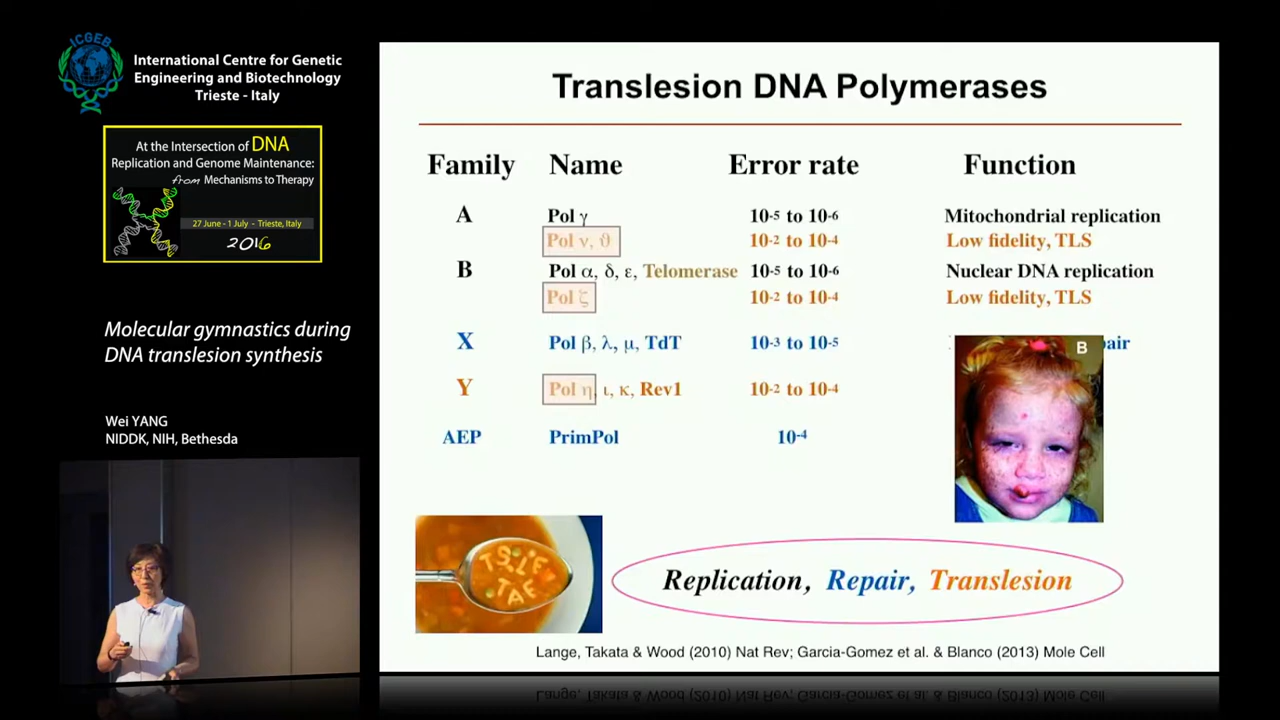 ICGEB
International Centre for Genetic
Engineering and Biotechnology
Trieste - Italy
At the Intersection of DNA
Replication and Genome Maintenance:
from Mechanisms to Therapy
27 June - 1 July – Trieste, Italy
2016
Molecular gymnastics during
DNA translesion synthesis
Wei YANG
NIDDK, NIH, Bethesda
Translesion DNA Polymerases
Family Name Error rate Function
A Pol γ 10-5 to 10-6 Mitochondrial replication
Pol ν, ϑ 10-2 to 10-4 Low fidelity, TLS
B Pol α, δ, ε, Telomerase 10-5 to 10-6 Nuclear DNA replication
Pol ζ 10-2 to 10-4 Low fidelity, TLS
X Pol β, λ, μ, TdT 10-3 to 10-5
B
Y Pol η, ι, κ, Rev1 10-2 to 10-4
AEP PrimPol 10-4
Replication, Repair, Translesion
Lange, Takata & Wood (2010) Nat Rev; Garcia-Gomez et al. & Blanco (2013) Mole Cell